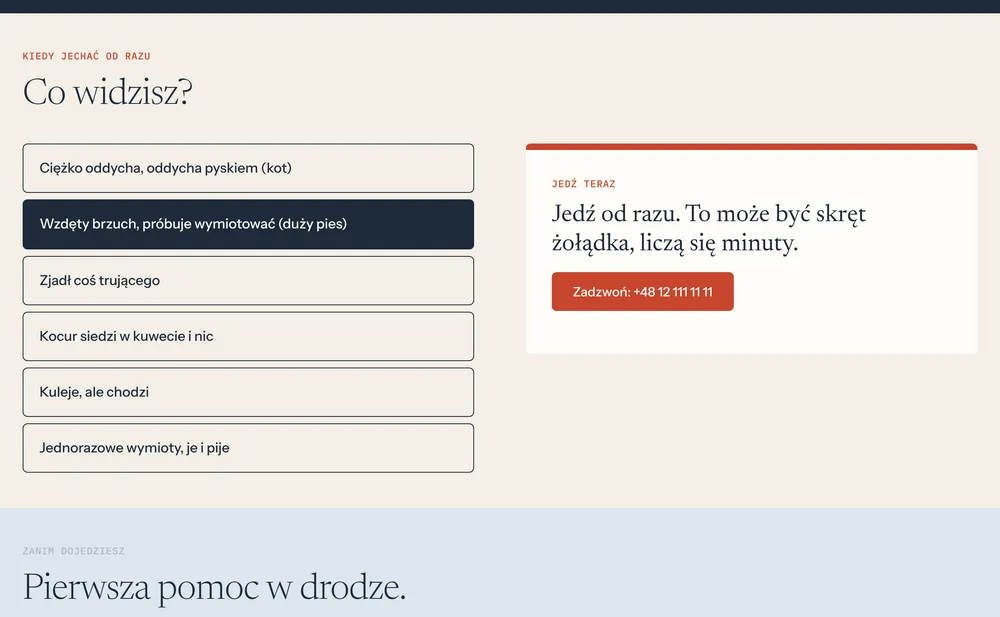 KIEDY JECHAĆ OD RAZU
Co widzisz?
Ciężko oddycha, oddycha pyskiem (kot)
Wzdęty brzuch, próbuje wymiotować (duży pies)
Zjadł coś trującego
Kocur siedzi w kuwecie i nic
Kuleje, ale chodzi
Jednorazowe wymioty, je i pije
JEDŹ TERAZ
Jedź od razu. To może być skręt
żołądka, liczą się minuty.
Zadzwoń: +48 12 111 11 11
ZANIM DOJEDZIESZ
Pierwsza pomoc w drodze.